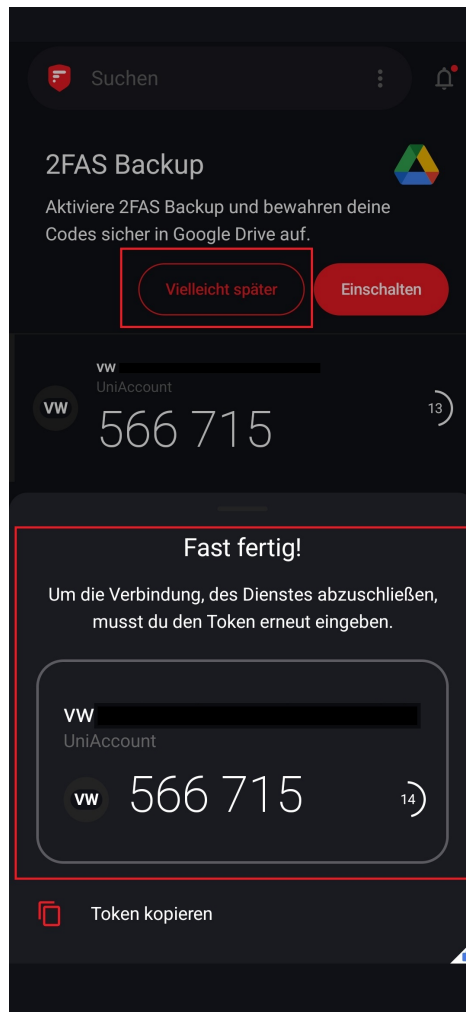 Suchen
2FAS Backup
Aktiviere 2FAS Backup und bewahren deine
Codes sicher in Google Drive auf.
Vielleicht später Einschalten
vw
UniAccount
VW 566 715 13
Fast fertig!
Um die Verbindung, des Dienstes abzuschließen,
musst du den Token erneut eingeben.
vw
UniAccount
VW 566 715 14
Token kopieren